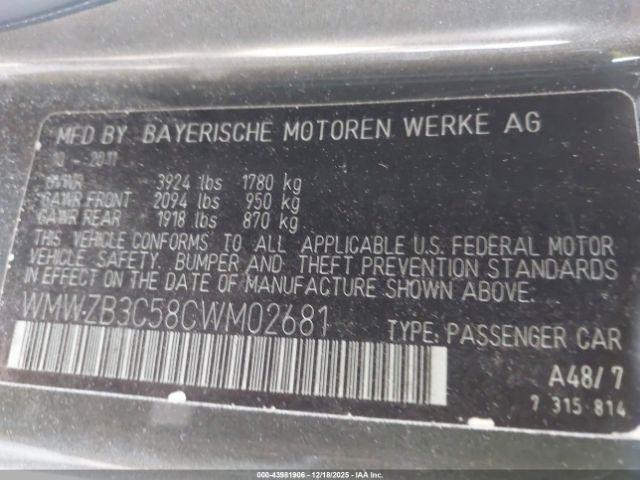 MFD BY BAYERISCHE MOTOREN WERKE AG
10 - 2011
GVWR 3924 lbs 1780 kg
GAWR FRONT 2094 lbs 950 kg
GAWR REAR 1918 lbs 870 kg
THIS VEHICLE CONFORMS TO ALL APPLICABLE U.S. FEDERAL MOTOR
VEHICLE SAFETY, BUMPER AND THEFT PREVENTION STANDARDS
IN EFFECT ON THE DATE OF MANUFACTURE SHOWN ABOVE.
WMWZB3C58CWM02681 TYPE: PASSENGER CAR
A48/7
7 315 814
000-43981906 • 12/18/2025 • IAA Inc.